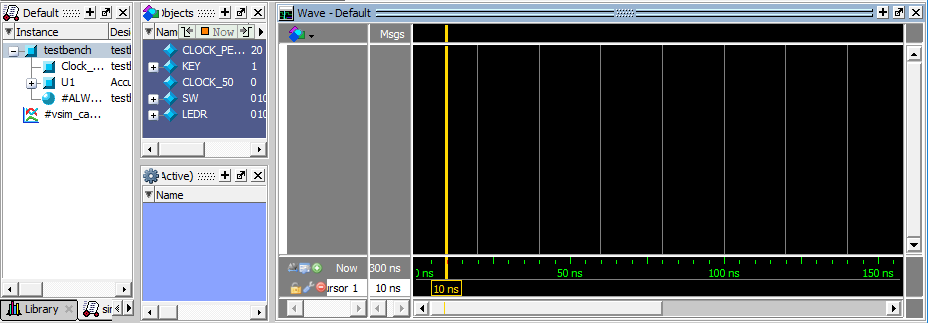 Default
Instance
Desi
testbench
testl
Clock_...
testl
U1
Accu
#ALW...
testl
#vsim_ca...
Library
sim
Objects
Nam
Now
CLOCK_PE...
20
KEY
1
CLOCK_50
0
SW
010
LEDR
010
Active)
Name
Wave - Default
Msgs
Now
300 ns
0 ns
50 ns
100 ns
150 ns
ursor 1
10 ns
10 ns